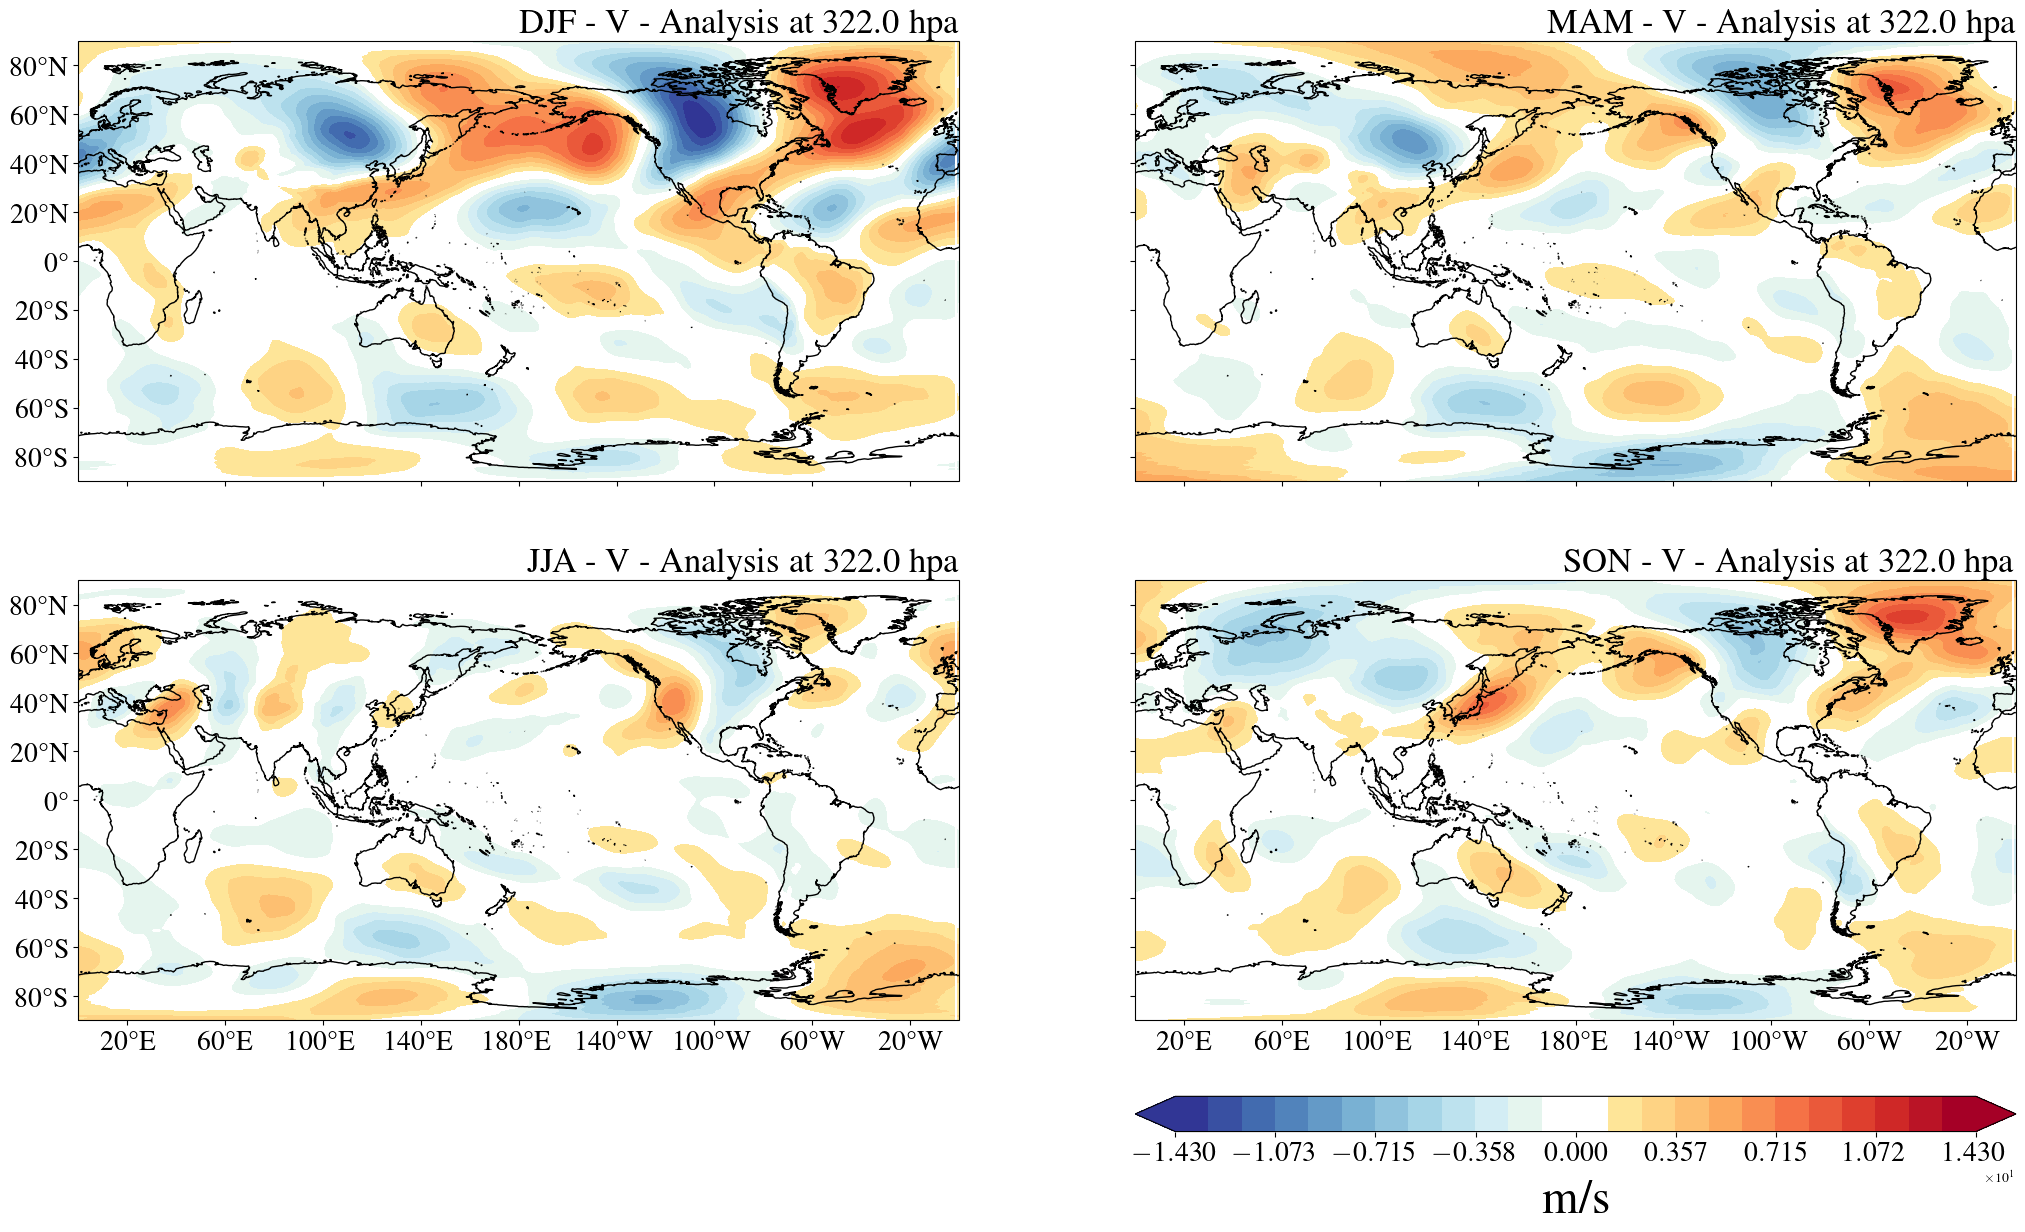 DJF - V - Analysis at 322.0 hpa
MAM - V - Analysis at 322.0 hpa
80°N
60°N
40°N
20°N
0°
20°S
40°S
60°S
80°S
JJA - V - Analysis at 322.0 hpa
SON - V - Analysis at 322.0 hpa
80°N
60°N
40°N
20°N
0°
20°S
40°S
60°S
80°S
20°E 60°E 100°E 140°E 180°E 140°W 100°W 60°W 20°W
20°E 60°E 100°E 140°E 180°E 140°W 100°W 60°W 20°W
−1.430 −1.073 −0.715 −0.358 0.000 0.357 0.715 1.072 1.430
×10¹
m/s